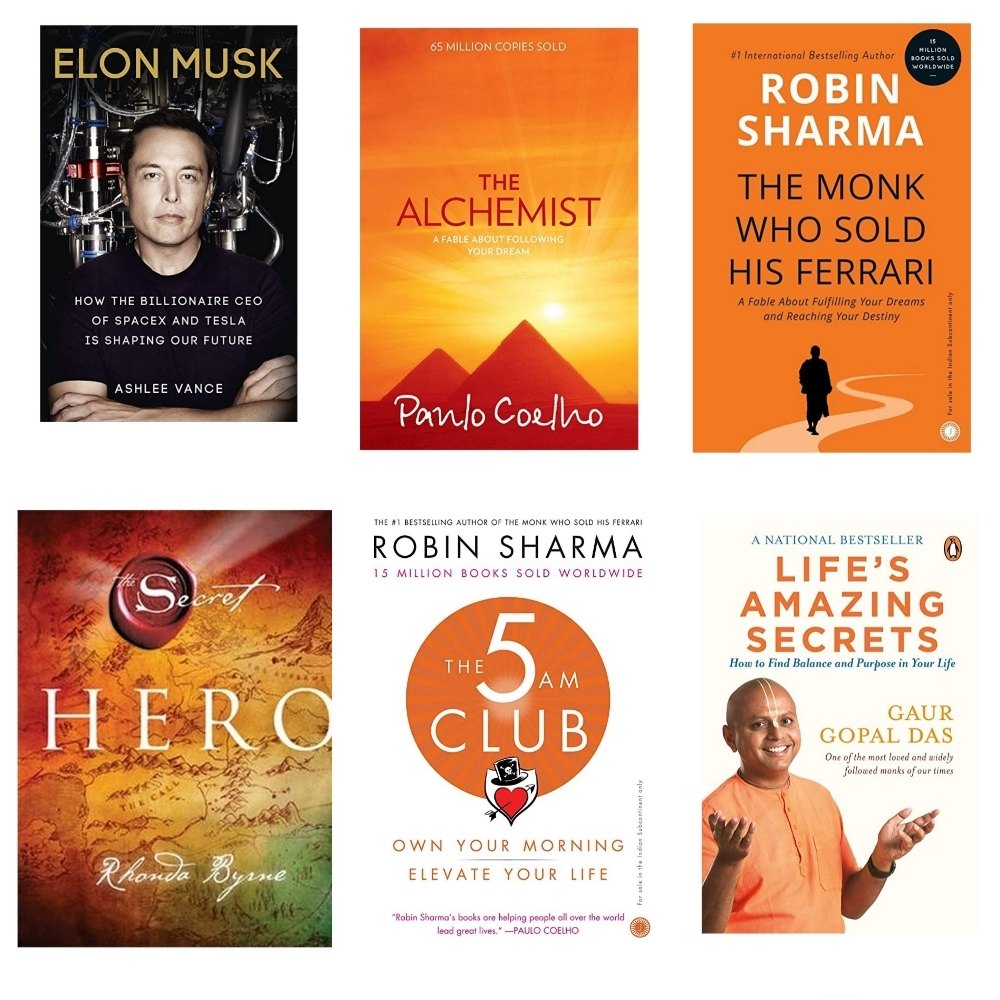 ELON MUSK
HOW THE BILLIONAIRE CEO
OF SPACEX AND TESLA
IS SHAPING OUR FUTURE
ASHLEE VANCE
65 MILLION COPIES SOLD
THE
ALCHEMIST
A FABLE ABOUT FOLLOWING
YOUR DREAM
Paulo Coelho
#1 International Bestselling Author
15
MILLION
BOOKS SOLD
WORLDWIDE
ROBIN
SHARMA
THE MONK
WHO SOLD
HIS FERRARI
A Fable About Fulfilling Your Dreams
and Reaching Your Destiny
For sale in the Indian Subcontinent only
the Secret
HERO
Rhonda Byrne
THE #1 BESTSELLING AUTHOR OF THE MONK WHO SOLD HIS FERRARI
ROBIN SHARMA
15 MILLION BOOKS SOLD WORLDWIDE
THE 5 AM
CLUB
OWN YOUR MORNING
ELEVATE YOUR LIFE
For sale in the Indian Subcontinent only.
"Robin Sharma's books are helping people all over the world
lead great lives." —PAULO COELHO
A NATIONAL BESTSELLER
LIFE'S
AMAZING
SECRETS
How to Find Balance and Purpose in Your Life
GAUR
GOPAL DAS
One of the most loved and widely
followed monks of our times